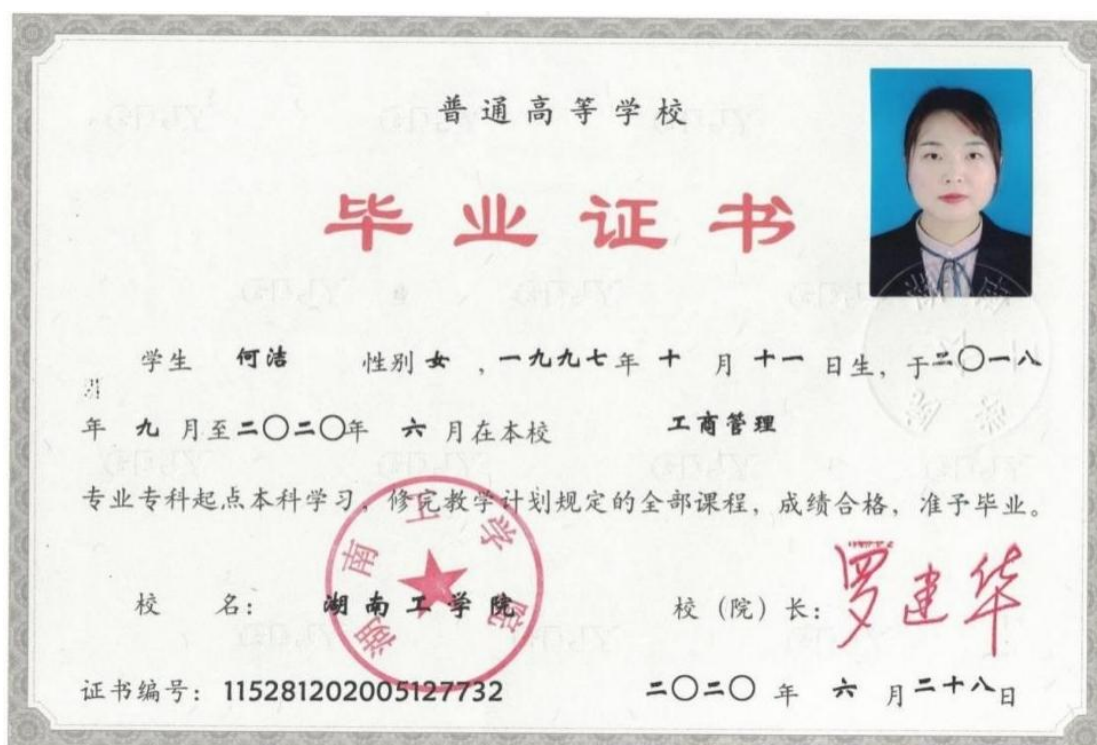 普通高等学校
毕业证书
学生 何洁 性别 女 ，一九九七年 十 月 十一 日生，于二〇一八
年 九 月至二〇二〇年 六 月在本校 工商管理
专业专科起点本科学习，修完教学计划规定的全部课程，成绩合格，准予毕业。
校 名： 湖南工学院 校（院）长：罗建华
湖南工学院
证书编号：115281202005127732 二〇二〇 年 六 月二十八日